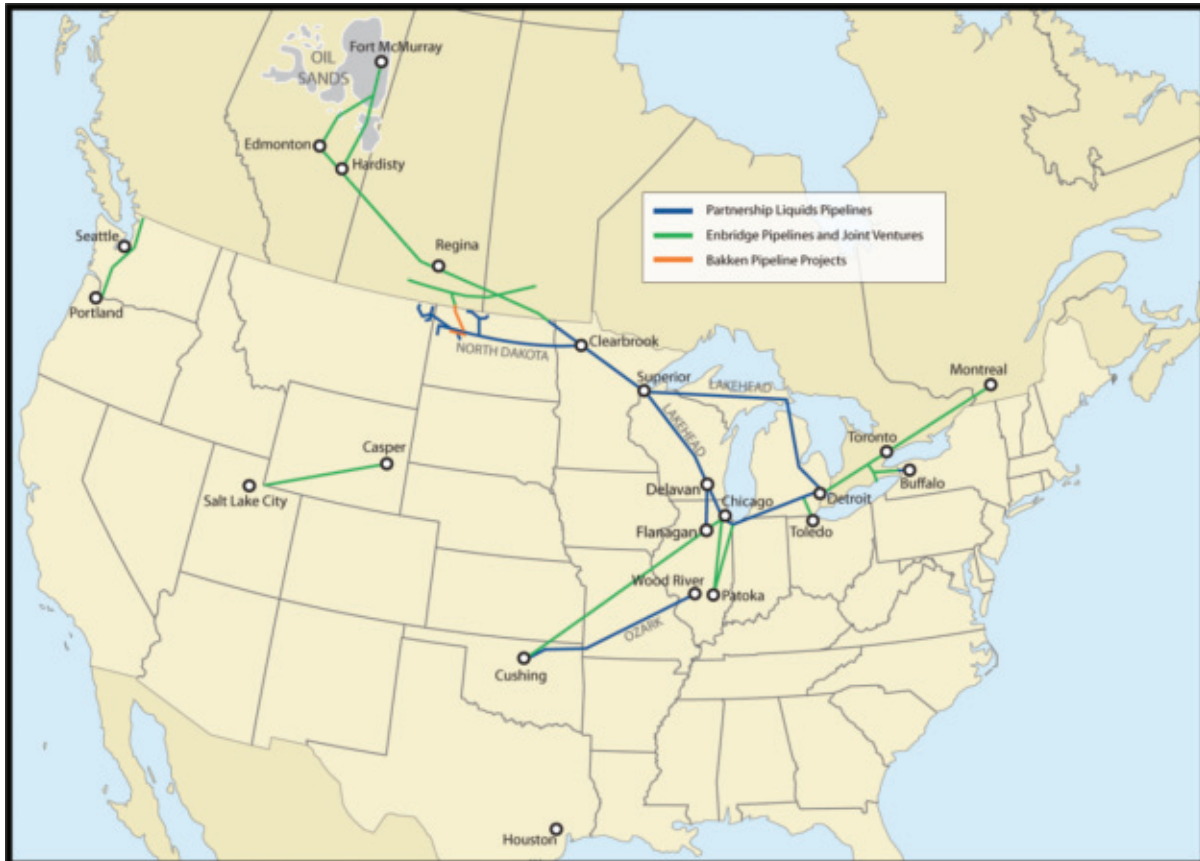 Fort McMurray
OIL
SANDS
Edmonton
Hardisty
Partnership Liquids Pipelines
Enbridge Pipelines and Joint Ventures
Bakken Pipeline Projects
Seattle
Regina
Portland
Clearbrook
NORTH DAKOTA
Superior
LAKEHEAD
Montreal
LAKEHEAD
Toronto
Casper
Salt Lake City
Delavan
Buffalo
Chicago
Detroit
Flanagan
Toledo
Wood River
Patoka
OZARK
Cushing
Houston